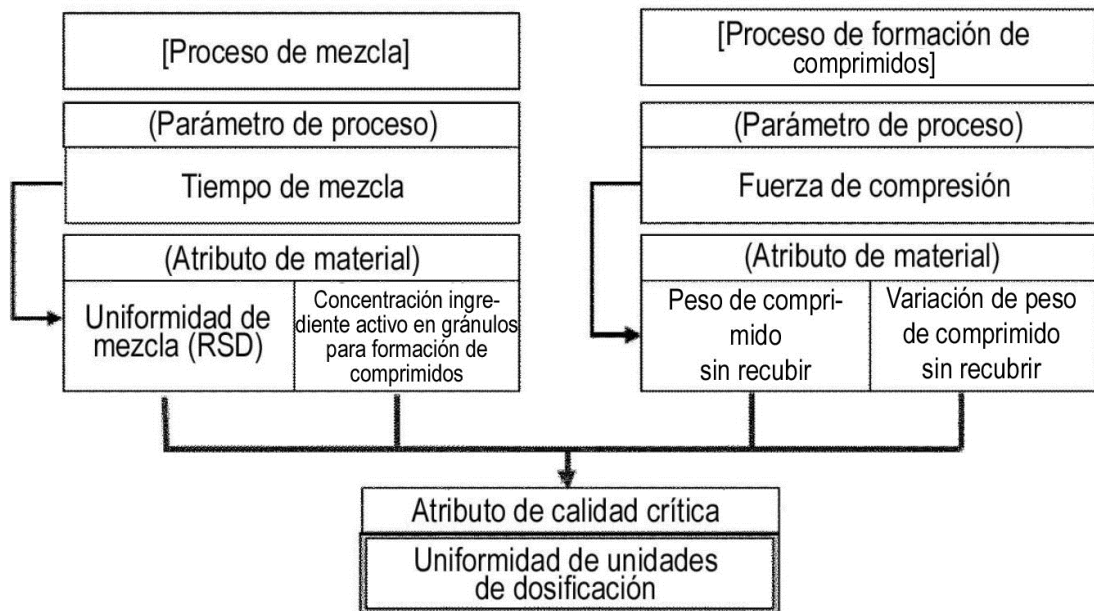 [Proceso de mezcla]
(Parámetro de proceso)
Tiempo de mezcla
(Atributo de material)
Uniformidad de
mezcla (RSD)
Concentración ingre-
diente activo en gránulos
para formación de
comprimidos
[Proceso de formación de
comprimidos]
(Parámetro de proceso)
Fuerza de compresión
(Atributo de material)
Peso de compri-
mido
sin recubir
Variación de peso
de comprimido
sin recubrir
Atributo de calidad crítica
Uniformidad de unidades
de dosificación